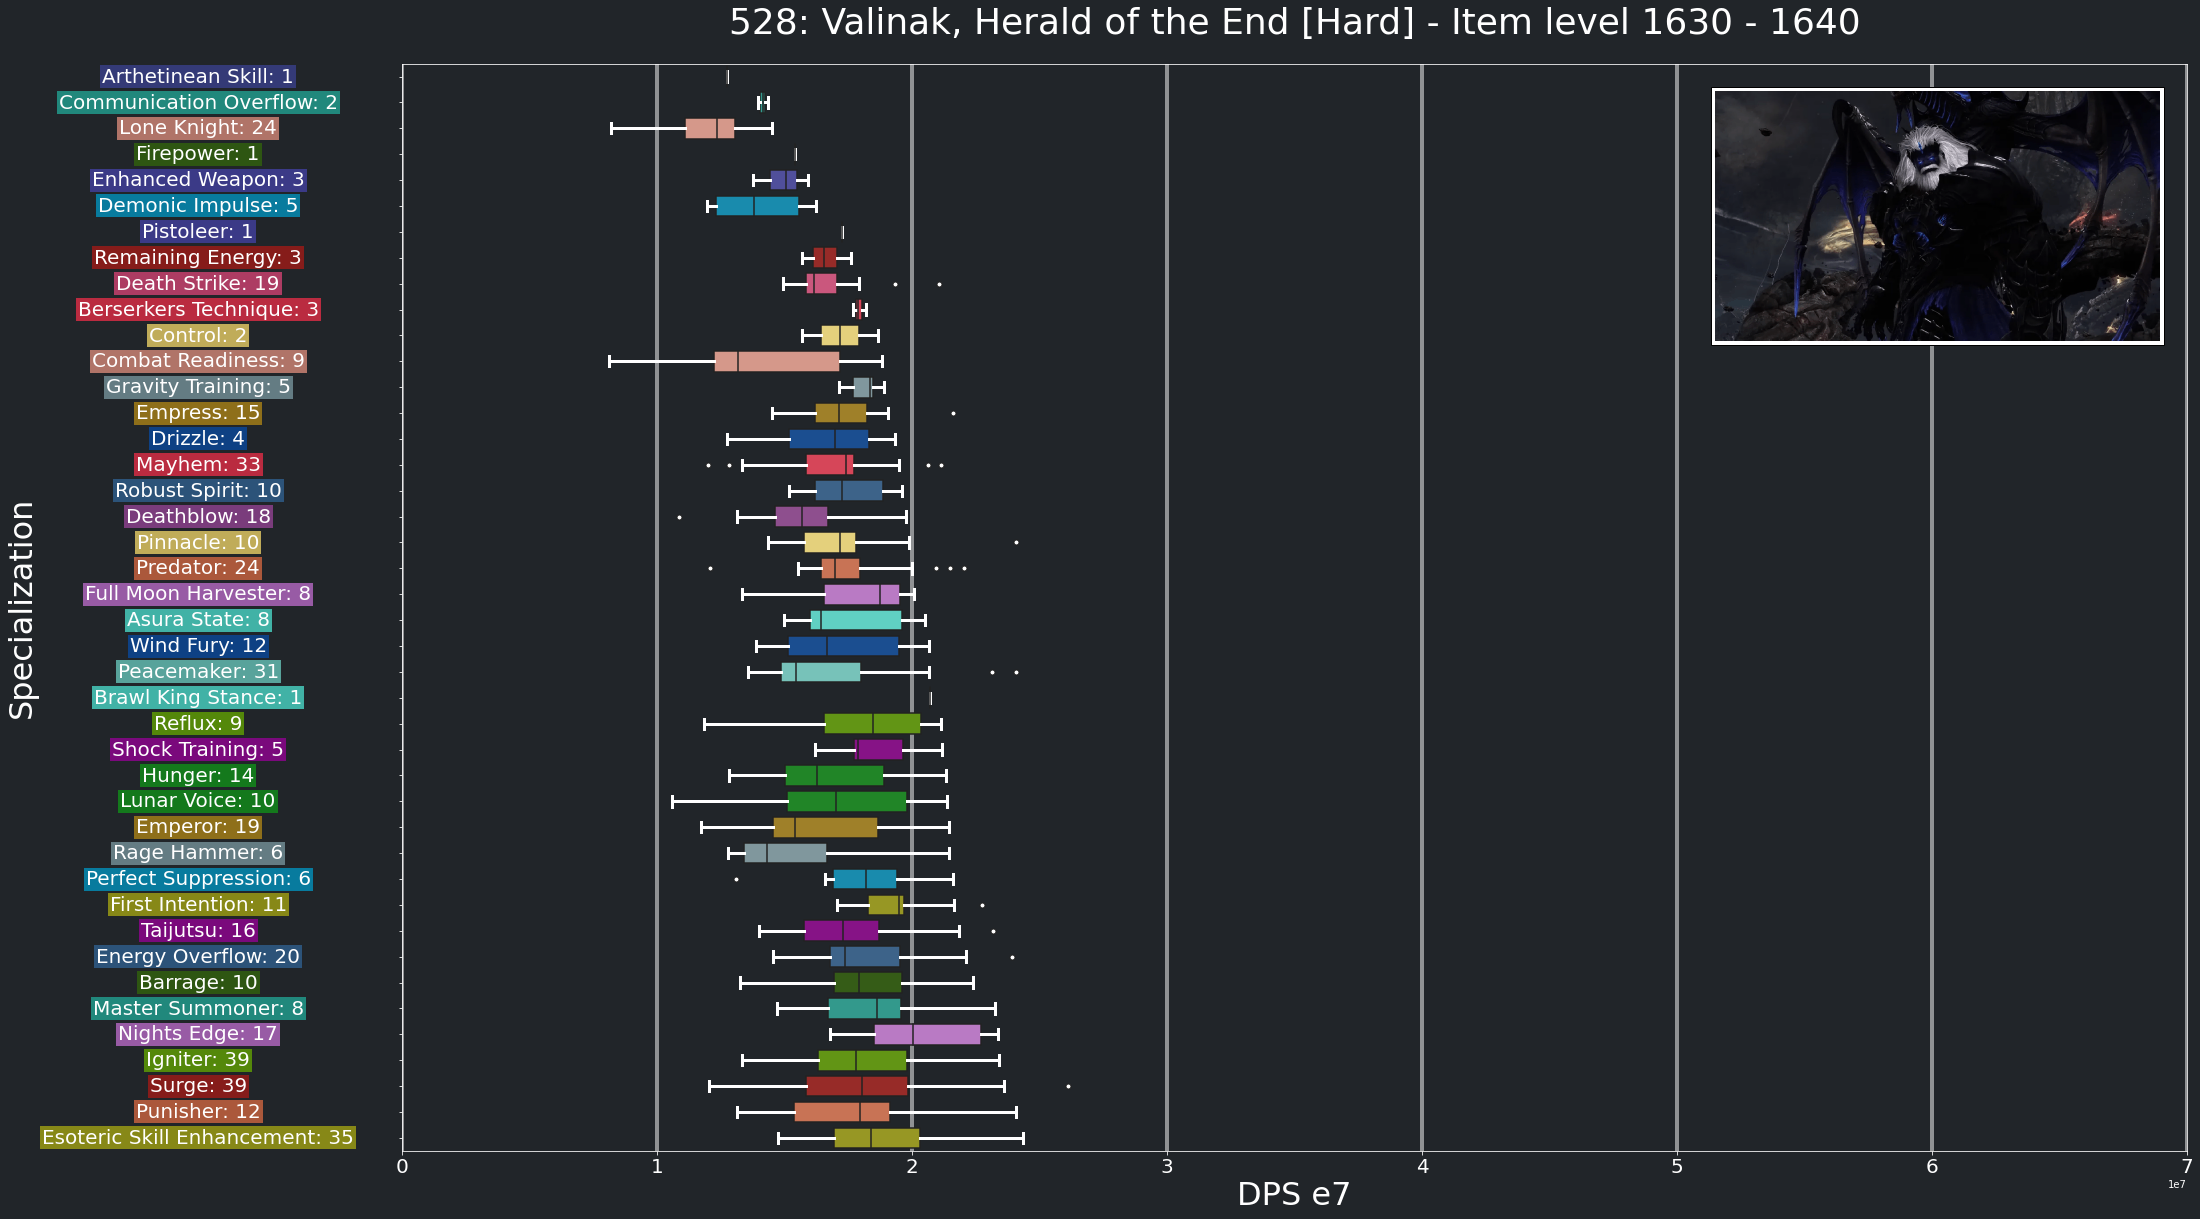 528: Valinak, Herald of the End [Hard] - Item level 1630 - 1640
Specialization
Arthetinean Skill: 1
Communication Overflow: 2
Lone Knight: 24
Firepower: 1
Enhanced Weapon: 3
Demonic Impulse: 5
Pistoleer: 1
Remaining Energy: 3
Death Strike: 19
Berserkers Technique: 3
Control: 2
Combat Readiness: 9
Gravity Training: 5
Empress: 15
Drizzle: 4
Mayhem: 33
Robust Spirit: 10
Deathblow: 18
Pinnacle: 10
Predator: 24
Full Moon Harvester: 8
Asura State: 8
Wind Fury: 12
Peacemaker: 31
Brawl King Stance: 1
Reflux: 9
Shock Training: 5
Hunger: 14
Lunar Voice: 10
Emperor: 19
Rage Hammer: 6
Perfect Suppression: 6
First Intention: 11
Taijutsu: 16
Energy Overflow: 20
Barrage: 10
Master Summoner: 8
Nights Edge: 17
Igniter: 39
Surge: 39
Punisher: 12
Esoteric Skill Enhancement: 35
0 1 2 3 4 5 6 7
1e7
DPS e7